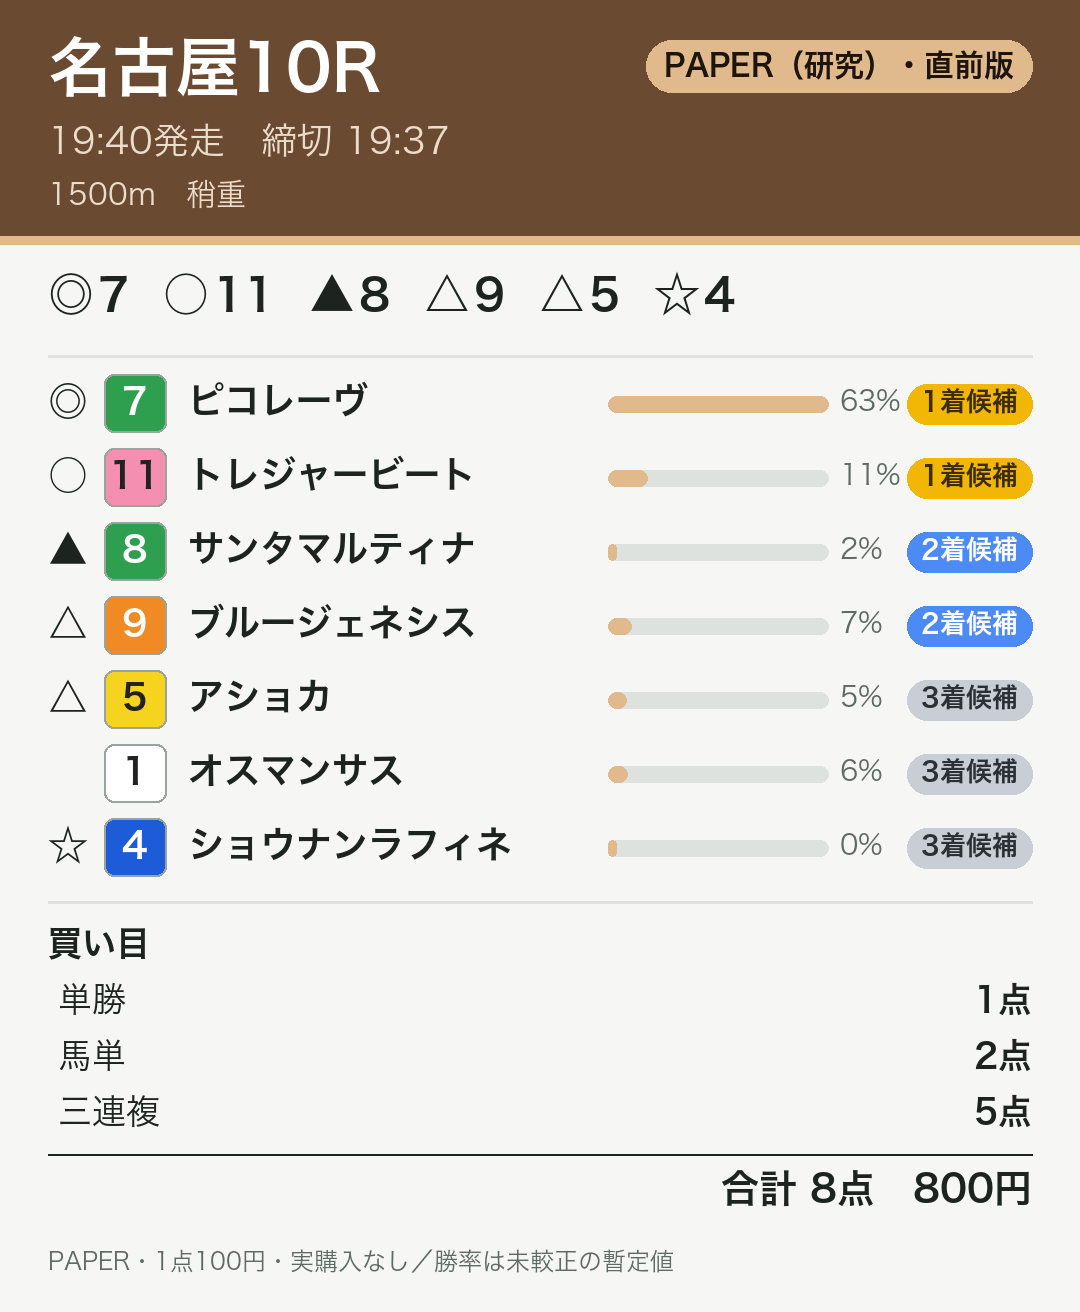 名古屋10R
PAPER（研究）・直前版
19:40発走　締切 19:37
1500m　稍重
◎7 ○11 ▲8 △9 △5 ☆4
◎ 7 ピコレーヴ 63% 1着候補
○ 11 トレジャービート 11% 1着候補
▲ 8 サンタマルティナ 2% 2着候補
△ 9 ブルージェネシス 7% 2着候補
△ 5 アショカ 5% 3着候補
1 オスマンサス 6% 3着候補
☆ 4 ショウナンラフィネ 0% 3着候補
買い目
単勝 1点
馬単 2点
三連複 5点
合計 8点　800円
PAPER・1点100円・実購入なし／勝率は未較正の暫定値